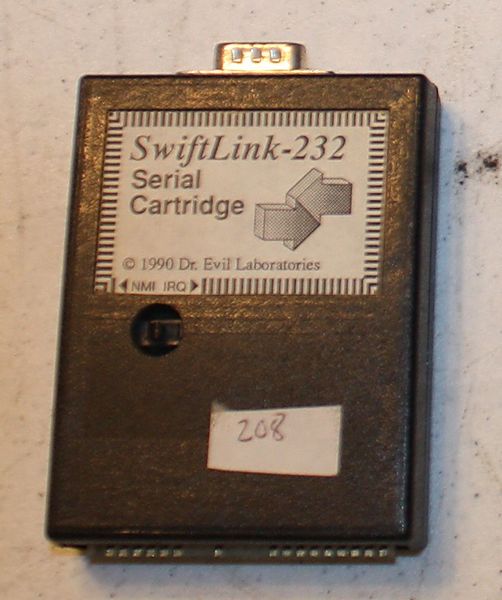 SwiftLink-232
Serial
Cartridge
© 1990 Dr. Evil Laboratories
◄NMI IRQ►
208